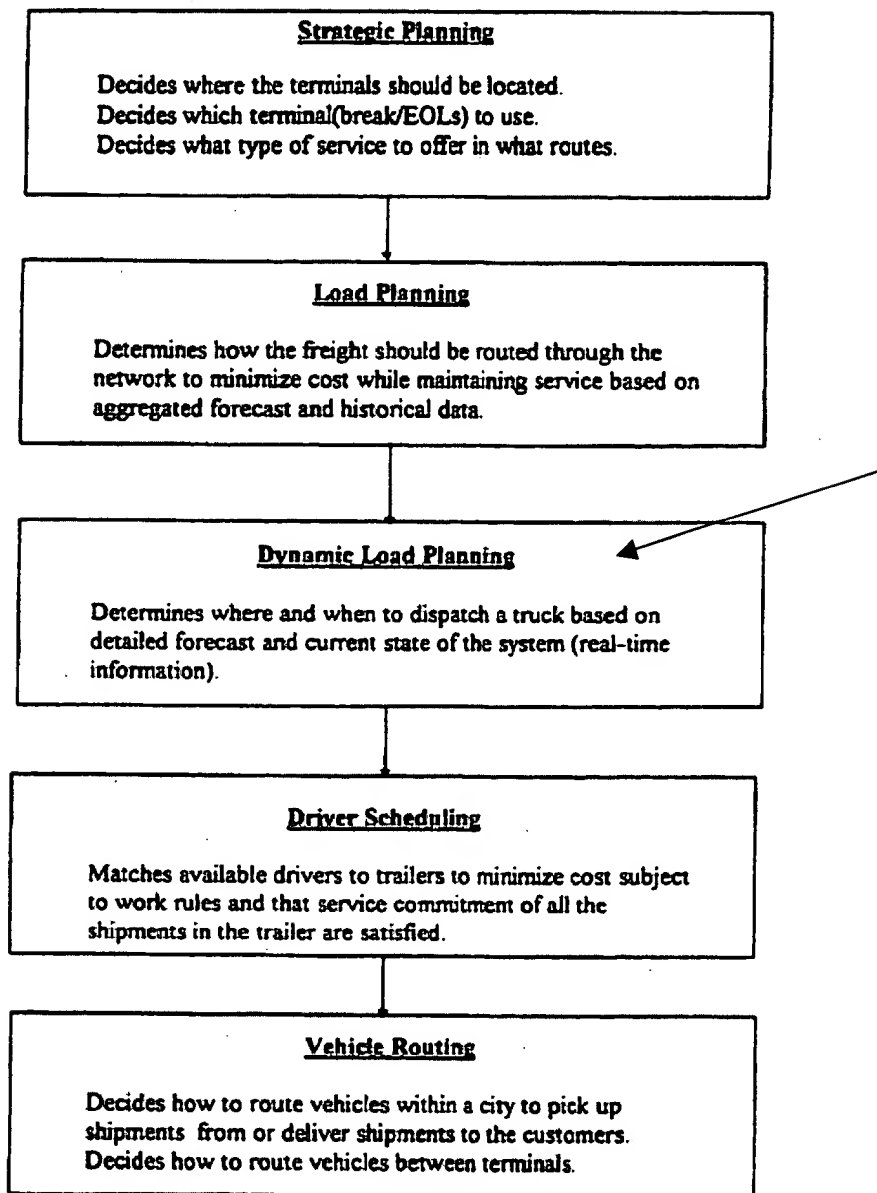 Strategic Planning
Decides where the terminals should be located.
Decides which terminal(break/EOLs) to use.
Decides what type of service to offer in what routes.
Load Planning
Determines how the freight should be routed through the
network to minimize cost while maintaining service based on
aggregated forecast and historical data.
Dynamic Load Planning
Determines where and when to dispatch a truck based on
detailed forecast and current state of the system (real-time
information).
Driver Scheduling
Matches available drivers to trailers to minimize cost subject
to work rules and that service commitment of all the
shipments in the trailer are satisfied.
Vehicle Routing
Decides how to route vehicles within a city to pick up
shipments from or deliver shipments to the customers.
Decides how to route vehicles between terminals.